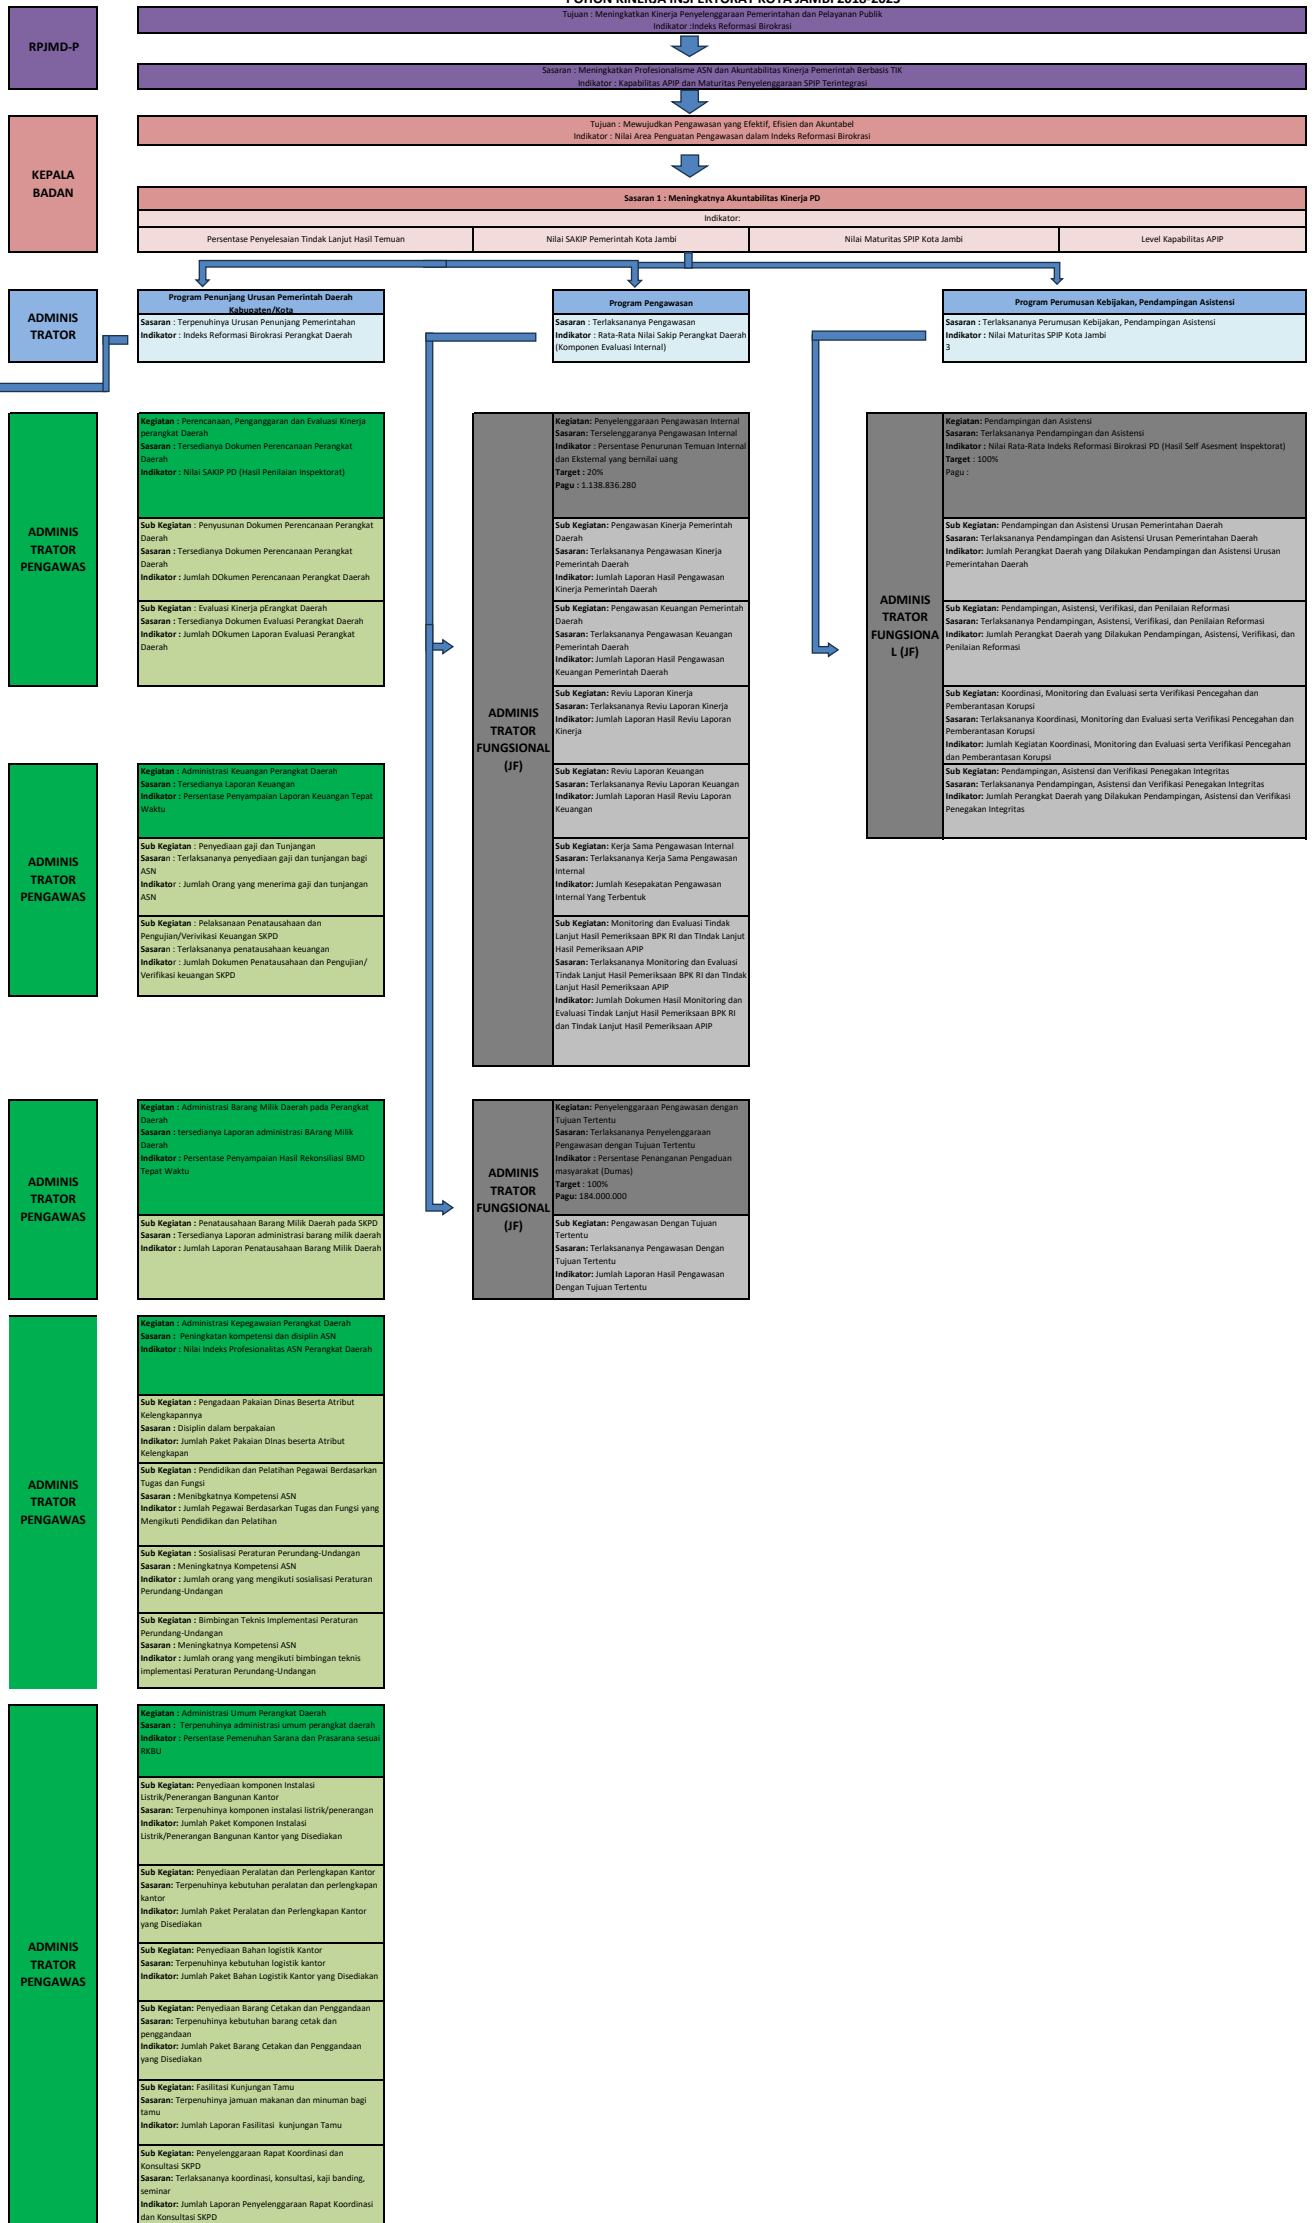 POHON KINERJA INSPEKTORAT KOTA JAMBI 2018-2023
RPJMD-P
Tujuan : Meningkatkan Kinerja Penyelenggaraan Pemerintahan dan Pelayanan Publik
Indikator :Indeks Reformasi Birokrasi
Sasaran : Meningkatkan Profesionalisme ASN dan Akuntabilitas Kinerja Pemerintah Berbasis TIK
Indikator : Kapabilitas APIP dan Maturitas Penyelenggaraan SPIP Terintegrasi
KEPALA
BADAN
Tujuan : Mewujudkan Pengawasan yang Efektif, Efisien dan Akuntabel
Indikator : Nilai Area Penguatan Pengawasan dalam Indeks Reformasi Birokrasi
Sasaran 1 : Meningkatnya Akuntabilitas Kinerja PD
Indikator:
Persentase Penyelesaian Tindak Lanjut Hasil Temuan
Nilai SAKIP Pemerintah Kota Jambi
Nilai Maturitas SPIP Kota Jambi
Level Kapabilitas APIP
ADMINIS
TRATOR
Program Penunjang Urusan Pemerintah Daerah
Kabupaten/Kota
Sasaran : Terpenuhinya Urusan Penunjang Pemerintahan
Indikator : Indeks Reformasi Birokrasi Perangkat Daerah
Program Pengawasan
Sasaran : Terlaksananya Pengawasan
Indikator : Rata-Rata Nilai Sakip Perangkat Daerah
(Komponen Evaluasi Internal)
Program Perumusan Kebijakan, Pendampingan Asistensi
Sasaran : Terlaksananya Perumusan Kebijakan, Pendampingan Asistensi
Indikator : Nilai Maturitas SPIP Kota Jambi
3
ADMINIS
TRATOR
PENGAWAS
Kegiatan : Perencanaan, Penganggaran dan Evaluasi Kinerja
perangkat Daerah
Sasaran : Tersedianya Dokumen Perencanaan Perangkat
Daerah
Indikator : Nilai SAKIP PD (Hasil Penilaian Inspektorat)
Sub Kegiatan : Penyusunan Dokumen Perencanaan Perangkat
Daerah
Sasaran : Tersedianya Dokumen Perencanaan Perangkat
Daerah
Indikator : Jumlah DOkumen Perencanaan Perangkat Daerah
Sub Kegiatan : Evaluasi Kinerja pErangkat Daerah
Sasaran : Tersedianya Dokumen Evaluasi Perangkat Daerah
Indikator : Jumlah DOkumen Laporan Evaluasi Perangkat
Daerah
ADMINIS
TRATOR
PENGAWAS
Kegiatan : Administrasi Keuangan Perangkat Daerah
Sasaran : Tersedianya Laporan Keuangan
Indikator : Persentase Penyampaian Laporan Keuangan Tepat
Waktu
Sub Kegiatan : Penyediaan gaji dan Tunjangan
Sasaran : Terlaksananya penyediaan gaji dan tunjangan bagi
ASN
Indikator : Jumlah Orang yang menerima gaji dan tunjangan
ASN
Sub Kegiatan : Pelaksanaan Penatausahaan dan
Pengujian/Verivikasi Keuangan SKPD
Sasaran : Terlaksananya penatausahaan keuangan
Indikator : Jumlah Dokumen Penatausahaan dan Pengujian/
Verifikasi keuangan SKPD
ADMINIS
TRATOR
FUNGSIONAL
(JF)
Kegiatan: Penyelenggaraan Pengawasan Internal
Sasaran: Terselenggaranya Pengawasan Internal
Indikator : Persentase Penurunan Temuan Internal
dan Eksternal yang bernilai uang
Target : 20%
Pagu : 1.138.836.280
Sub Kegiatan: Pengawasan Kinerja Pemerintah
Daerah
Sasaran: Terlaksananya Pengawasan Kinerja
Pemerintah Daerah
Indikator: Jumlah Laporan Hasil Pengawasan
Kinerja Pemerintah Daerah
Sub Kegiatan: Pengawasan Keuangan Pemerintah
Daerah
Sasaran: Terlaksananya Pengawasan Keuangan
Pemerintah Daerah
Indikator: Jumlah Laporan Hasil Pengawasan
Keuangan Pemerintah Daerah
Sub Kegiatan: Reviu Laporan Kinerja
Sasaran: Terlaksananya Reviu Laporan Kinerja
Indikator: Jumlah Laporan Hasil Reviu Laporan
Kinerja
Sub Kegiatan: Reviu Laporan Keuangan
Sasaran: Terlaksananya Reviu Laporan Keuangan
Indikator: Jumlah Laporan Hasil Reviu Laporan
Keuangan
Sub Kegiatan: Kerja Sama Pengawasan Internal
Sasaran: Terlaksananya Kerja Sama Pengawasan
Internal
Indikator: Jumlah Kesepakatan Pengawasan
Internal Yang Terbentuk
Sub Kegiatan: Monitoring dan Evaluasi Tindak
Lanjut Hasil Pemeriksaan BPK RI dan TIndak Lanjut
Hasil Pemeriksaan APIP
Sasaran: Terlaksananya Monitoring dan Evaluasi
Tindak Lanjut Hasil Pemeriksaan BPK RI dan TIndak
Lanjut Hasil Pemeriksaan APIP
Indikator: Jumlah Dokumen Hasil Monitoring dan
Evaluasi Tindak Lanjut Hasil Pemeriksaan BPK RI
dan TIndak Lanjut Hasil Pemeriksaan APIP
ADMINIS
TRATOR
FUNGSIONA
L (JF)
Kegiatan: Pendampingan dan Asistensi
Sasaran: Terlaksananya Pendampingan dan Asistensi
Indikator : Nilai Rata-Rata Indeks Reformasi Birokrasi PD (Hasil Self Asesment Inspektorat)
Target : 100%
Pagu :
Sub Kegiatan: Pendampingan dan Asistensi Urusan Pemerintahan Daerah
Sasaran: Terlaksananya Pendampingan dan Asistensi Urusan Pemerintahan Daerah
Indikator: Jumlah Perangkat Daerah yang Dilakukan Pendampingan dan Asistensi Urusan
Pemerintahan Daerah
Sub Kegiatan: Pendampingan, Asistensi, Verifikasi, dan Penilaian Reformasi
Sasaran: Terlaksananya Pendampingan, Asistensi, Verifikasi, dan Penilaian Reformasi
Indikator: Jumlah Perangkat Daerah yang Dilakukan Pendampingan, Asistensi, Verifikasi, dan
Penilaian Reformasi
Sub Kegiatan: Koordinasi, Monitoring dan Evaluasi serta Verifikasi Pencegahan dan
Pemberantasan Korupsi
Sasaran: Terlaksananya Koordinasi, Monitoring dan Evaluasi serta Verifikasi Pencegahan dan
Pemberantasan Korupsi
Indikator: Jumlah Kegiatan Koordinasi, Monitoring dan Evaluasi serta Verifikasi Pencegahan
dan Pemberantasan Korupsi
Sub Kegiatan: Pendampingan, Asistensi dan Verifikasi Penegakan Integritas
Sasaran: Terlaksananya Pendampingan, Asistensi dan Verifikasi Penegakan Integritas
Indikator: Jumlah Perangkat Daerah yang Dilakukan Pendampingan, Asistensi dan Verifikasi
Penegakan Integritas
ADMINIS
TRATOR
PENGAWAS
Kegiatan : Administrasi Barang Milik Daerah pada Perangkat
Daerah
Sasaran : tersedianya Laporan administrasi BArang Milik
Daerah
Indikator : Persentase Penyampaian Hasil Rekonsiliasi BMD
Tepat Waktu
Sub Kegiatan : Penatausahaan Barang Milik Daerah pada SKPD
Sasaran : Tersedianya Laporan administrasi barang milik daerah
Indikator : Jumlah Laporan Penatausahaan Barang Milik Daerah
ADMINIS
TRATOR
FUNGSIONAL
(JF)
Kegiatan: Penyelenggaraan Pengawasan dengan
Tujuan Tertentu
Sasaran: Terlaksananya Penyelenggaraan
Pengawasan dengan Tujuan Tertentu
Indikator : Persentase Penanganan Pengaduan
masyarakat (Dumas)
Target : 100%
Pagu: 184.000.000
Sub Kegiatan: Pengawasan Dengan Tujuan
Tertentu
Sasaran: Terlaksananya Pengawasan Dengan
Tujuan Tertentu
Indikator: Jumlah Laporan Hasil Pengawasan
Dengan Tujuan Tertentu
ADMINIS
TRATOR
PENGAWAS
Kegiatan : Administrasi Kepegawaian Perangkat Daerah
Sasaran : Peningkatan kompetensi dan disiplin ASN
Indikator : Nilai Indeks Profesionalitas ASN Perangkat Daerah
Sub Kegiatan : Pengadaan Pakaian Dinas Beserta Atribut
Kelengkapannya
Sasaran : Disiplin dalam berpakaian
Indikator: Jumlah Paket Pakaian DInas beserta Atribut
Kelengkapan
Sub Kegiatan : Pendidikan dan Pelatihan Pegawai Berdasarkan
Tugas dan Fungsi
Sasaran : Menibgkatnya Kompetensi ASN
Indikator : Jumlah Pegawai Berdasarkan Tugas dan Fungsi yang
Mengikuti Pendidikan dan Pelatihan
Sub Kegiatan : Sosialisasi Peraturan Perundang-Undangan
Sasaran : Meningkatnya Kompetensi ASN
Indikator : Jumlah orang yang mengikuti sosialisasi Peraturan
Perundang-Undangan
Sub Kegiatan : Bimbingan Teknis Implementasi Peraturan
Perundang-Undangan
Sasaran : Meningkatnya Kompetensi ASN
Indikator : Jumlah orang yang mengikuti bimbingan teknis
implementasi Peraturan Perundang-Undangan
ADMINIS
TRATOR
PENGAWAS
Kegiatan : Administrasi Umum Perangkat Daerah
Sasaran : Terpenuhinya administrasi umum perangkat daerah
Indikator : Persentase Pemenuhan Sarana dan Prasarana sesuai
RKBU
Sub Kegiatan: Penyediaan komponen Instalasi
Listrik/Penerangan Bangunan Kantor
Sasaran: Terpenuhinya komponen instalasi listrik/penerangan
Indikator: Jumlah Paket Komponen Instalasi
Listrik/Penerangan Bangunan Kantor yang Disediakan
Sub Kegiatan: Penyediaan Peralatan dan Perlengkapan Kantor
Sasaran: Terpenuhinya kebutuhan peralatan dan perlengkapan
kantor
Indikator: Jumlah Paket Peralatan dan Perlengkapan Kantor
yang Disediakan
Sub Kegiatan: Penyediaan Bahan logistik Kantor
Sasaran: Terpenuhinya kebutuhan logistik kantor
Indikator: Jumlah Paket Bahan Logistik Kantor yang Disediakan
Sub Kegiatan: Penyediaan Barang Cetakan dan Penggandaan
Sasaran: Terpenuhinya kebutuhan barang cetak dan
penggandaan
Indikator: Jumlah Paket Barang Cetakan dan Penggandaan
yang Disediakan
Sub Kegiatan: Fasilitasi Kunjungan Tamu
Sasaran: Terpenuhinya jamuan makanan dan minuman bagi
tamu
Indikator: Jumlah Laporan Fasilitasi kunjungan Tamu
Sub Kegiatan: Penyelenggaraan Rapat Koordinasi dan
Konsultasi SKPD
Sasaran: Terlaksananya koordinasi, konsultasi, kaji banding,
seminar
Indikator: Jumlah Laporan Penyelenggaraan Rapat Koordinasi
dan Konsultasi SKPD